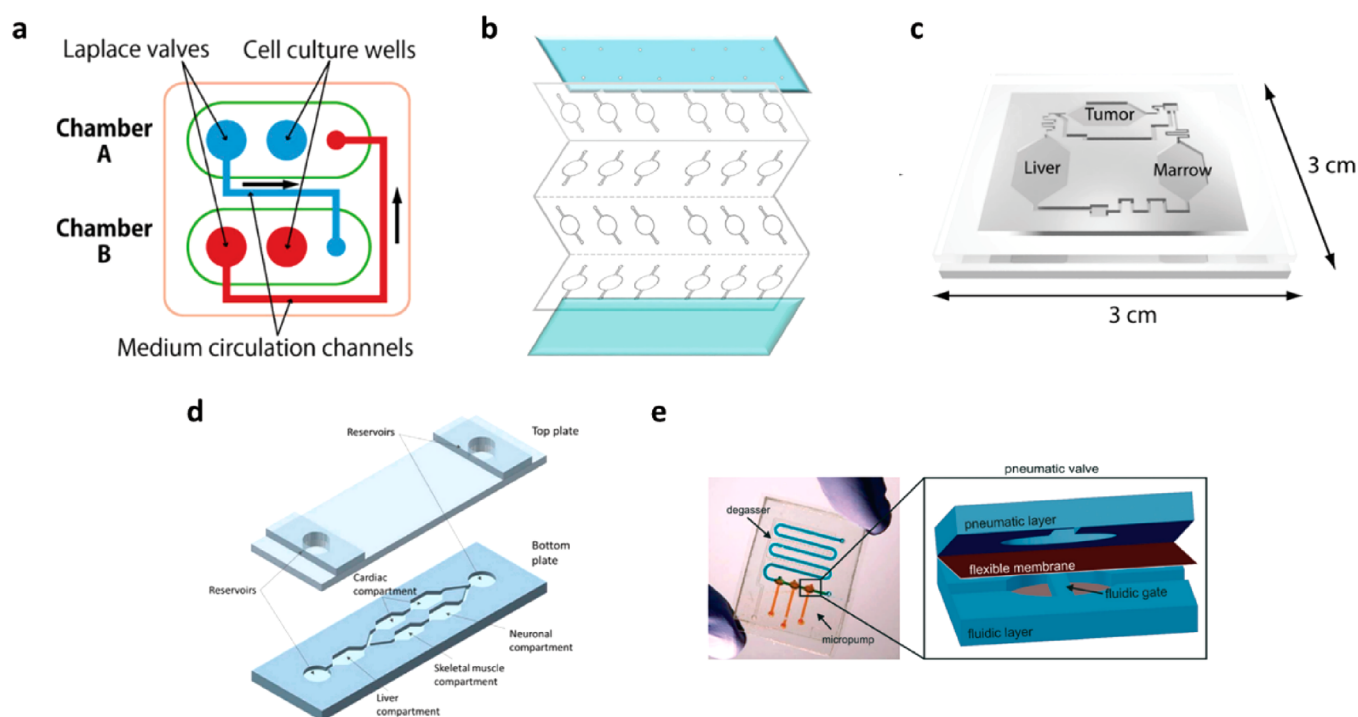 a
Laplace valves
Cell culture wells
Chamber
A
Chamber
B
Medium circulation channels
b
c
Tumor
Liver
Marrow
3 cm
3 cm
d
Reservoirs
Top plate
Bottom
plate
Reservoirs
Cardiac
compartment
Neuronal
compartment
Skeletal muscle
compartment
Liver
compartment
e
pneumatic valve
degasser
micropump
pneumatic layer
flexible membrane
fluidic gate
fluidic layer